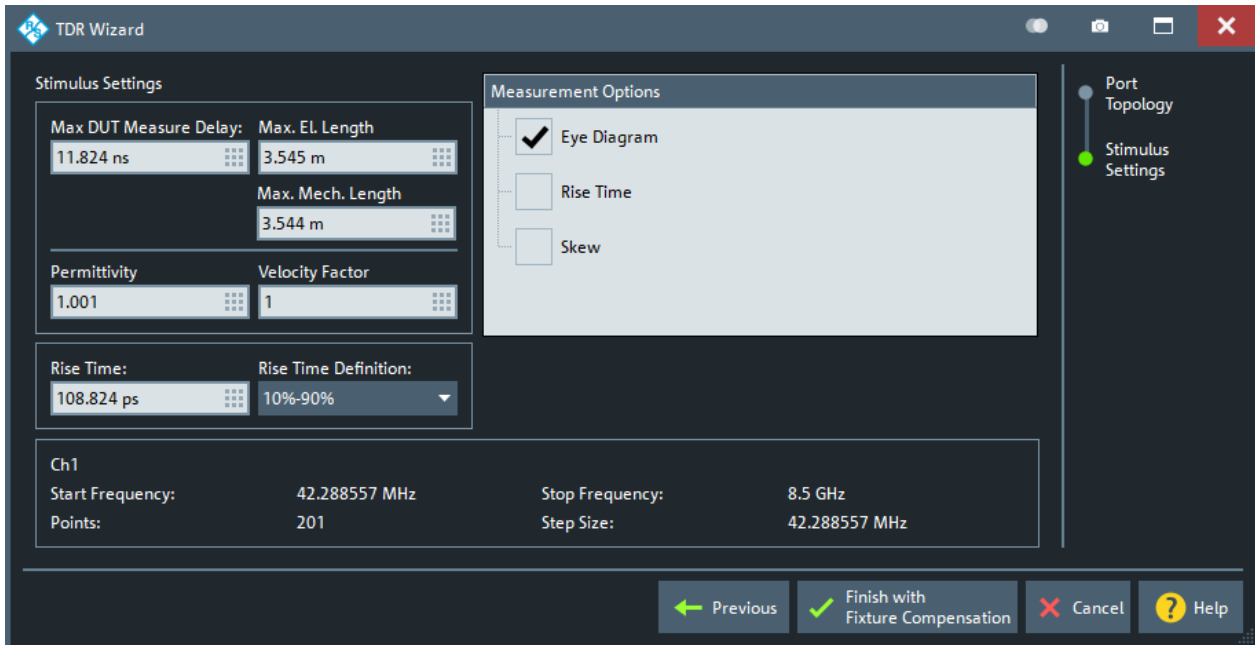 TDR Wizard
Stimulus Settings
Max DUT Measure Delay:
Max. El. Length
11.824 ns
3.545 m
Max. Mech. Length
3.544 m
Permittivity
Velocity Factor
1.001
1
Rise Time:
Rise Time Definition:
108.824 ps
10%-90%
Measurement Options
Eye Diagram
Rise Time
Skew
Port
Topology
Stimulus
Settings
Ch1
Start Frequency:
42.288557 MHz
Stop Frequency:
8.5 GHz
Points:
201
Step Size:
42.288557 MHz
Previous
Finish with
Fixture Compensation
Cancel
? Help